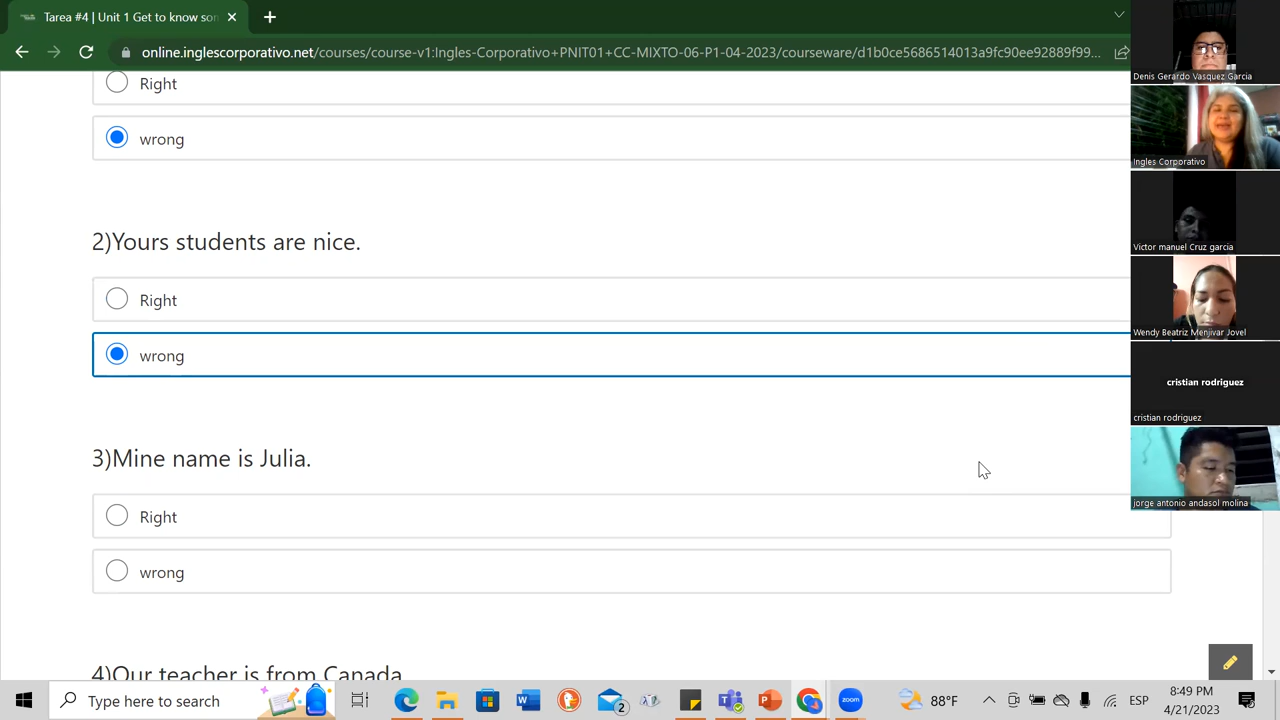 Tarea #4 | Unit 1 Get to know son
online.inglescorporativo.net/courses/course-v1:Ingles-Corporativo+PNIT01+CC-MIXTO-06-P1-04-2023/courseware/d1b0ce5686514013a9fc90ee92889f99...
Right
wrong
2)Yours students are nice.
Right
wrong
3)Mine name is Julia.
Right
wrong
4)Our teacher is from Canada
Denis Gerardo Vasquez Garcia
Ingles Corporativo
Victor manuel Cruz garcia
Wendy Beatriz Menjivar Jovel
cristian rodriguez
cristian rodriguez
jorge antonio andasol molina
Type here to search
2
zoom
88°F
ESP
8:49 PM
4/21/2023